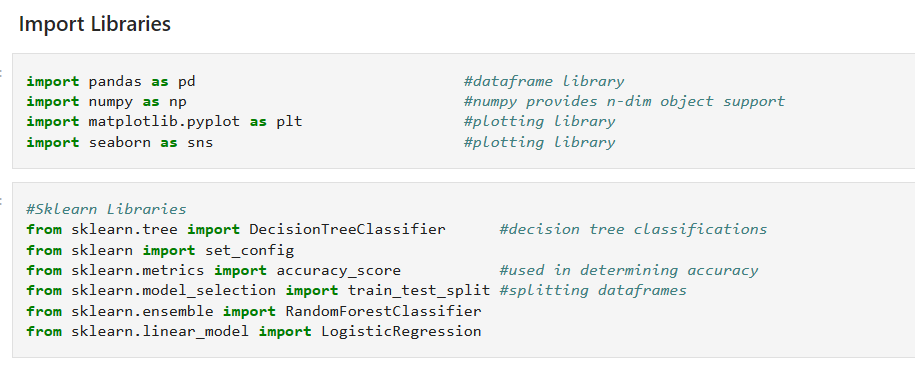 Import Libraries
import pandas as pd #dataframe library
import numpy as np #numpy provides n-dim object support
import matplotlib.pyplot as plt #plotting library
import seaborn as sns #plotting library
#Sklearn Libraries
from sklearn.tree import DecisionTreeClassifier #decision tree classifications
from sklearn import set_config
from sklearn.metrics import accuracy_score #used in determining accuracy
from sklearn.model_selection import train_test_split #splitting dataframes
from sklearn.ensemble import RandomForestClassifier
from sklearn.linear_model import LogisticRegression